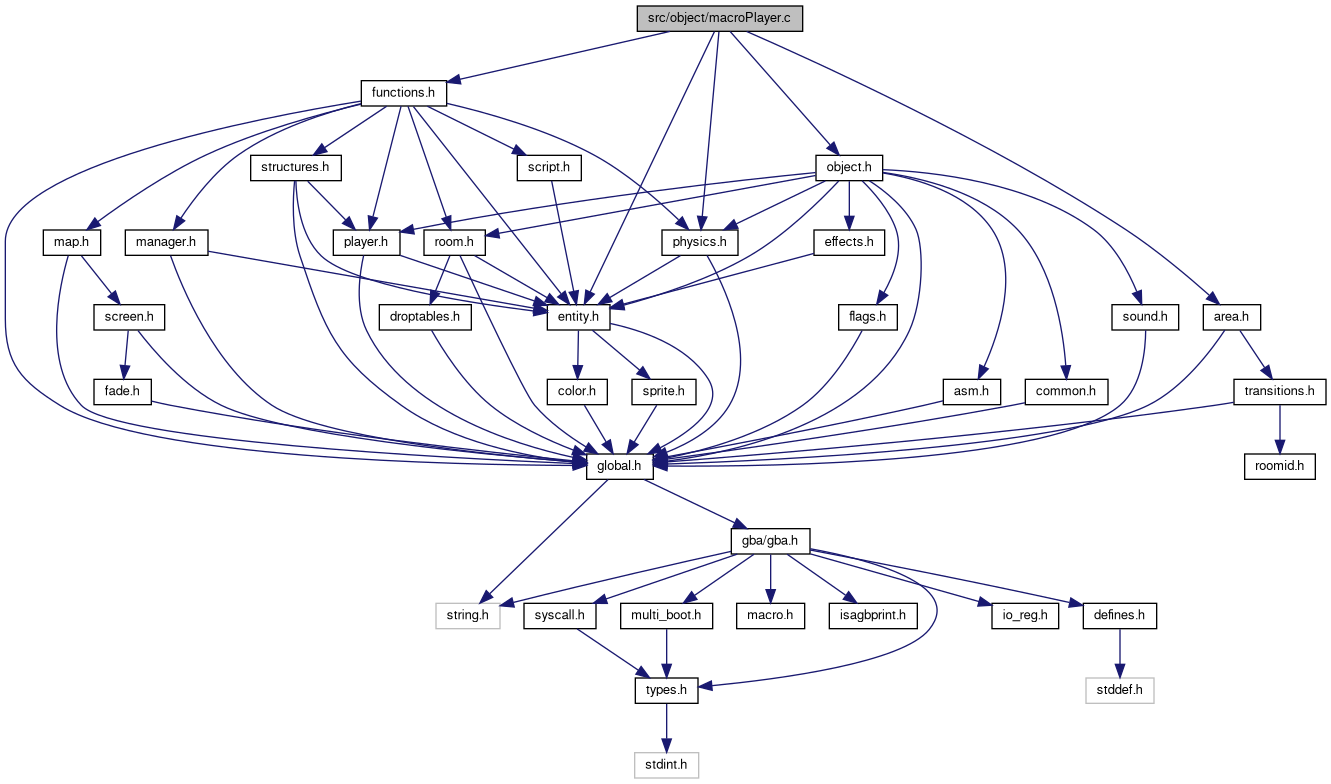 src/object/macroPlayer.c
functions.h
structures.h
script.h
object.h
map.h
manager.h
player.h
room.h
physics.h
effects.h
screen.h
droptables.h
entity.h
flags.h
sound.h
area.h
fade.h
color.h
sprite.h
asm.h
common.h
transitions.h
global.h
roomid.h
gba/gba.h
string.h
syscall.h
multi_boot.h
macro.h
isagbprint.h
io_reg.h
defines.h
types.h
stddef.h
stdint.h